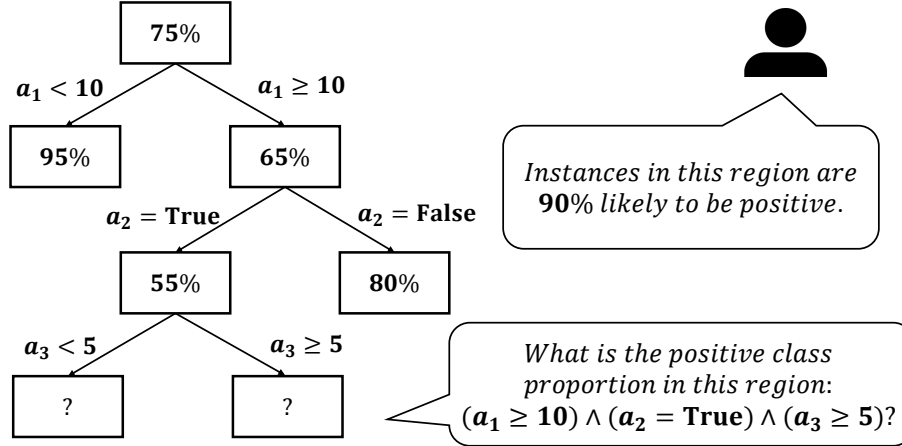 75%
a₁ < 10
a₁ ≥ 10
95%
65%
Instances in this region are
90% likely to be positive.
a₂ = True
a₂ = False
55%
80%
a₃ < 5
a₃ ≥ 5
?
?
What is the positive class
proportion in this region:
(a₁ ≥ 10) ∧ (a₂ = True) ∧ (a₃ ≥ 5)?